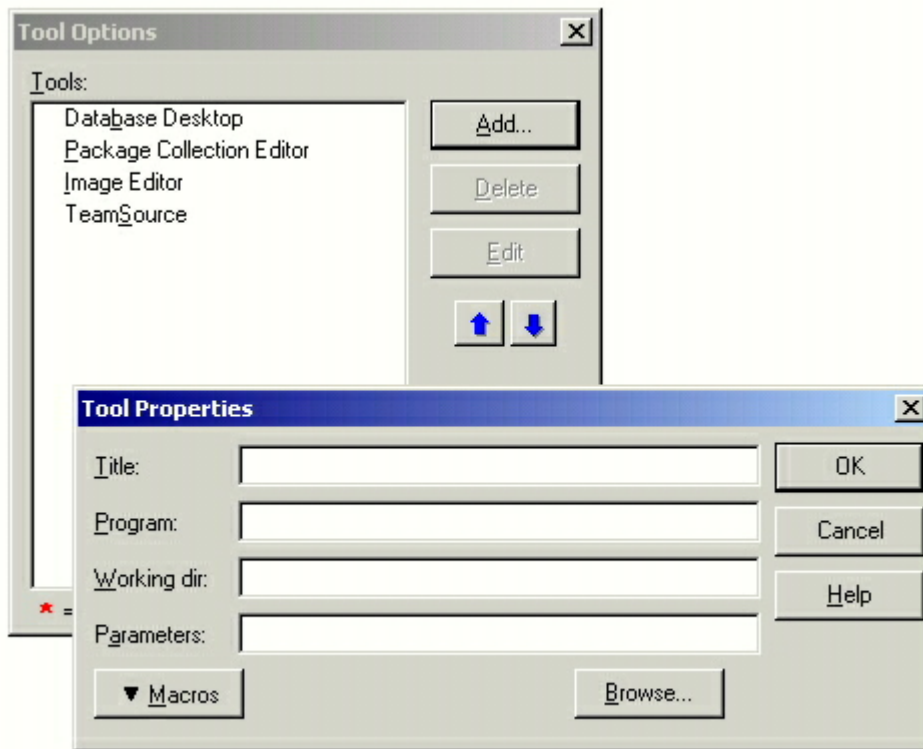 Tool Options
Tools:
Database Desktop
Package Collection Editor
Image Editor
TeamSource
Add...
Delete
Edit
* =
Tool Properties
Title:
Program:
Working dir:
Parameters:
OK
Cancel
Help
Macros
Browse...